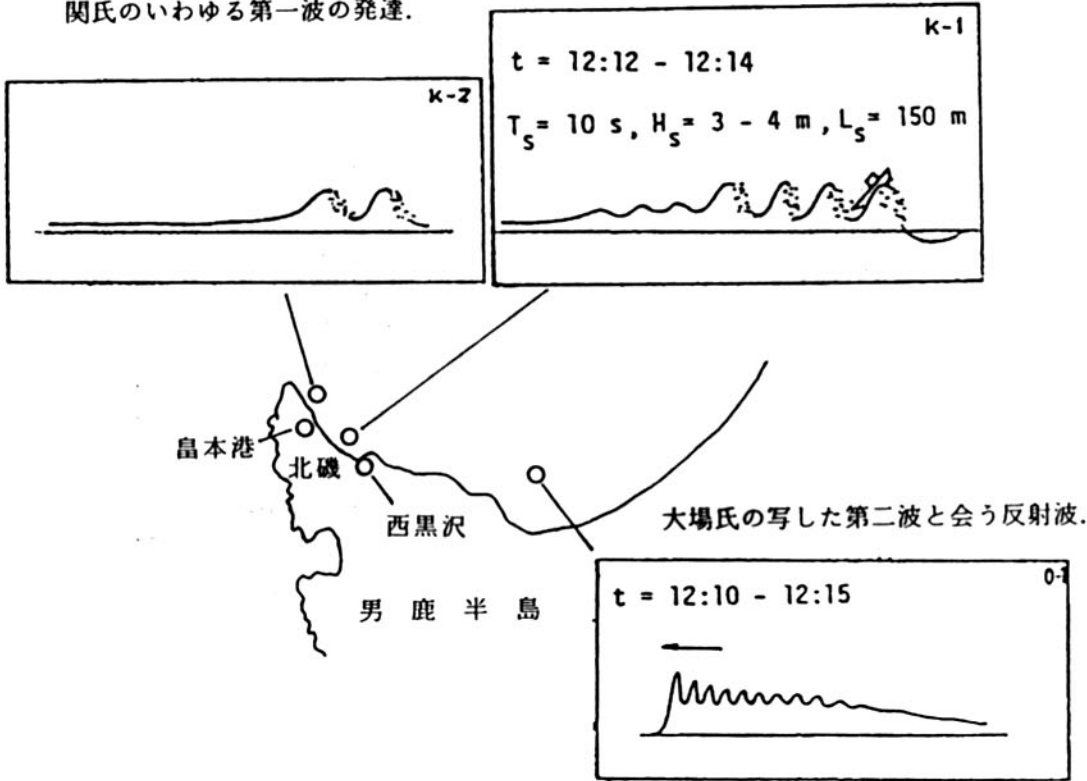 関氏のいわゆる第一波の発達.
K-2
K-1
t = 12:12 - 12:14
Ts = 10 s, Hs = 3 - 4 m, Ls = 150 m
畠本港
北磯
西黒沢
男鹿半島
大場氏の写した第二波と会う反射波.
0-1
t = 12:10 - 12:15